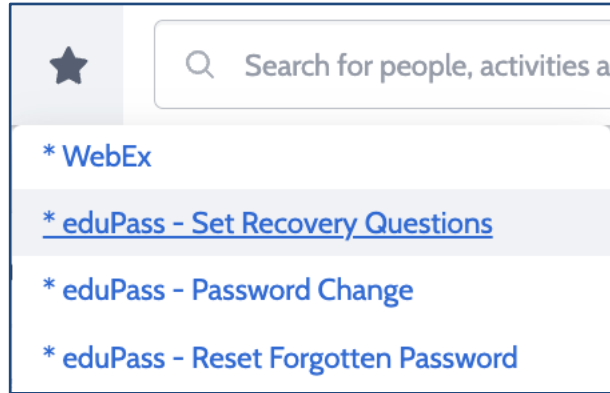 Search for people, activities a
* WebEx
* eduPass - Set Recovery Questions
* eduPass - Password Change
* eduPass - Reset Forgotten Password